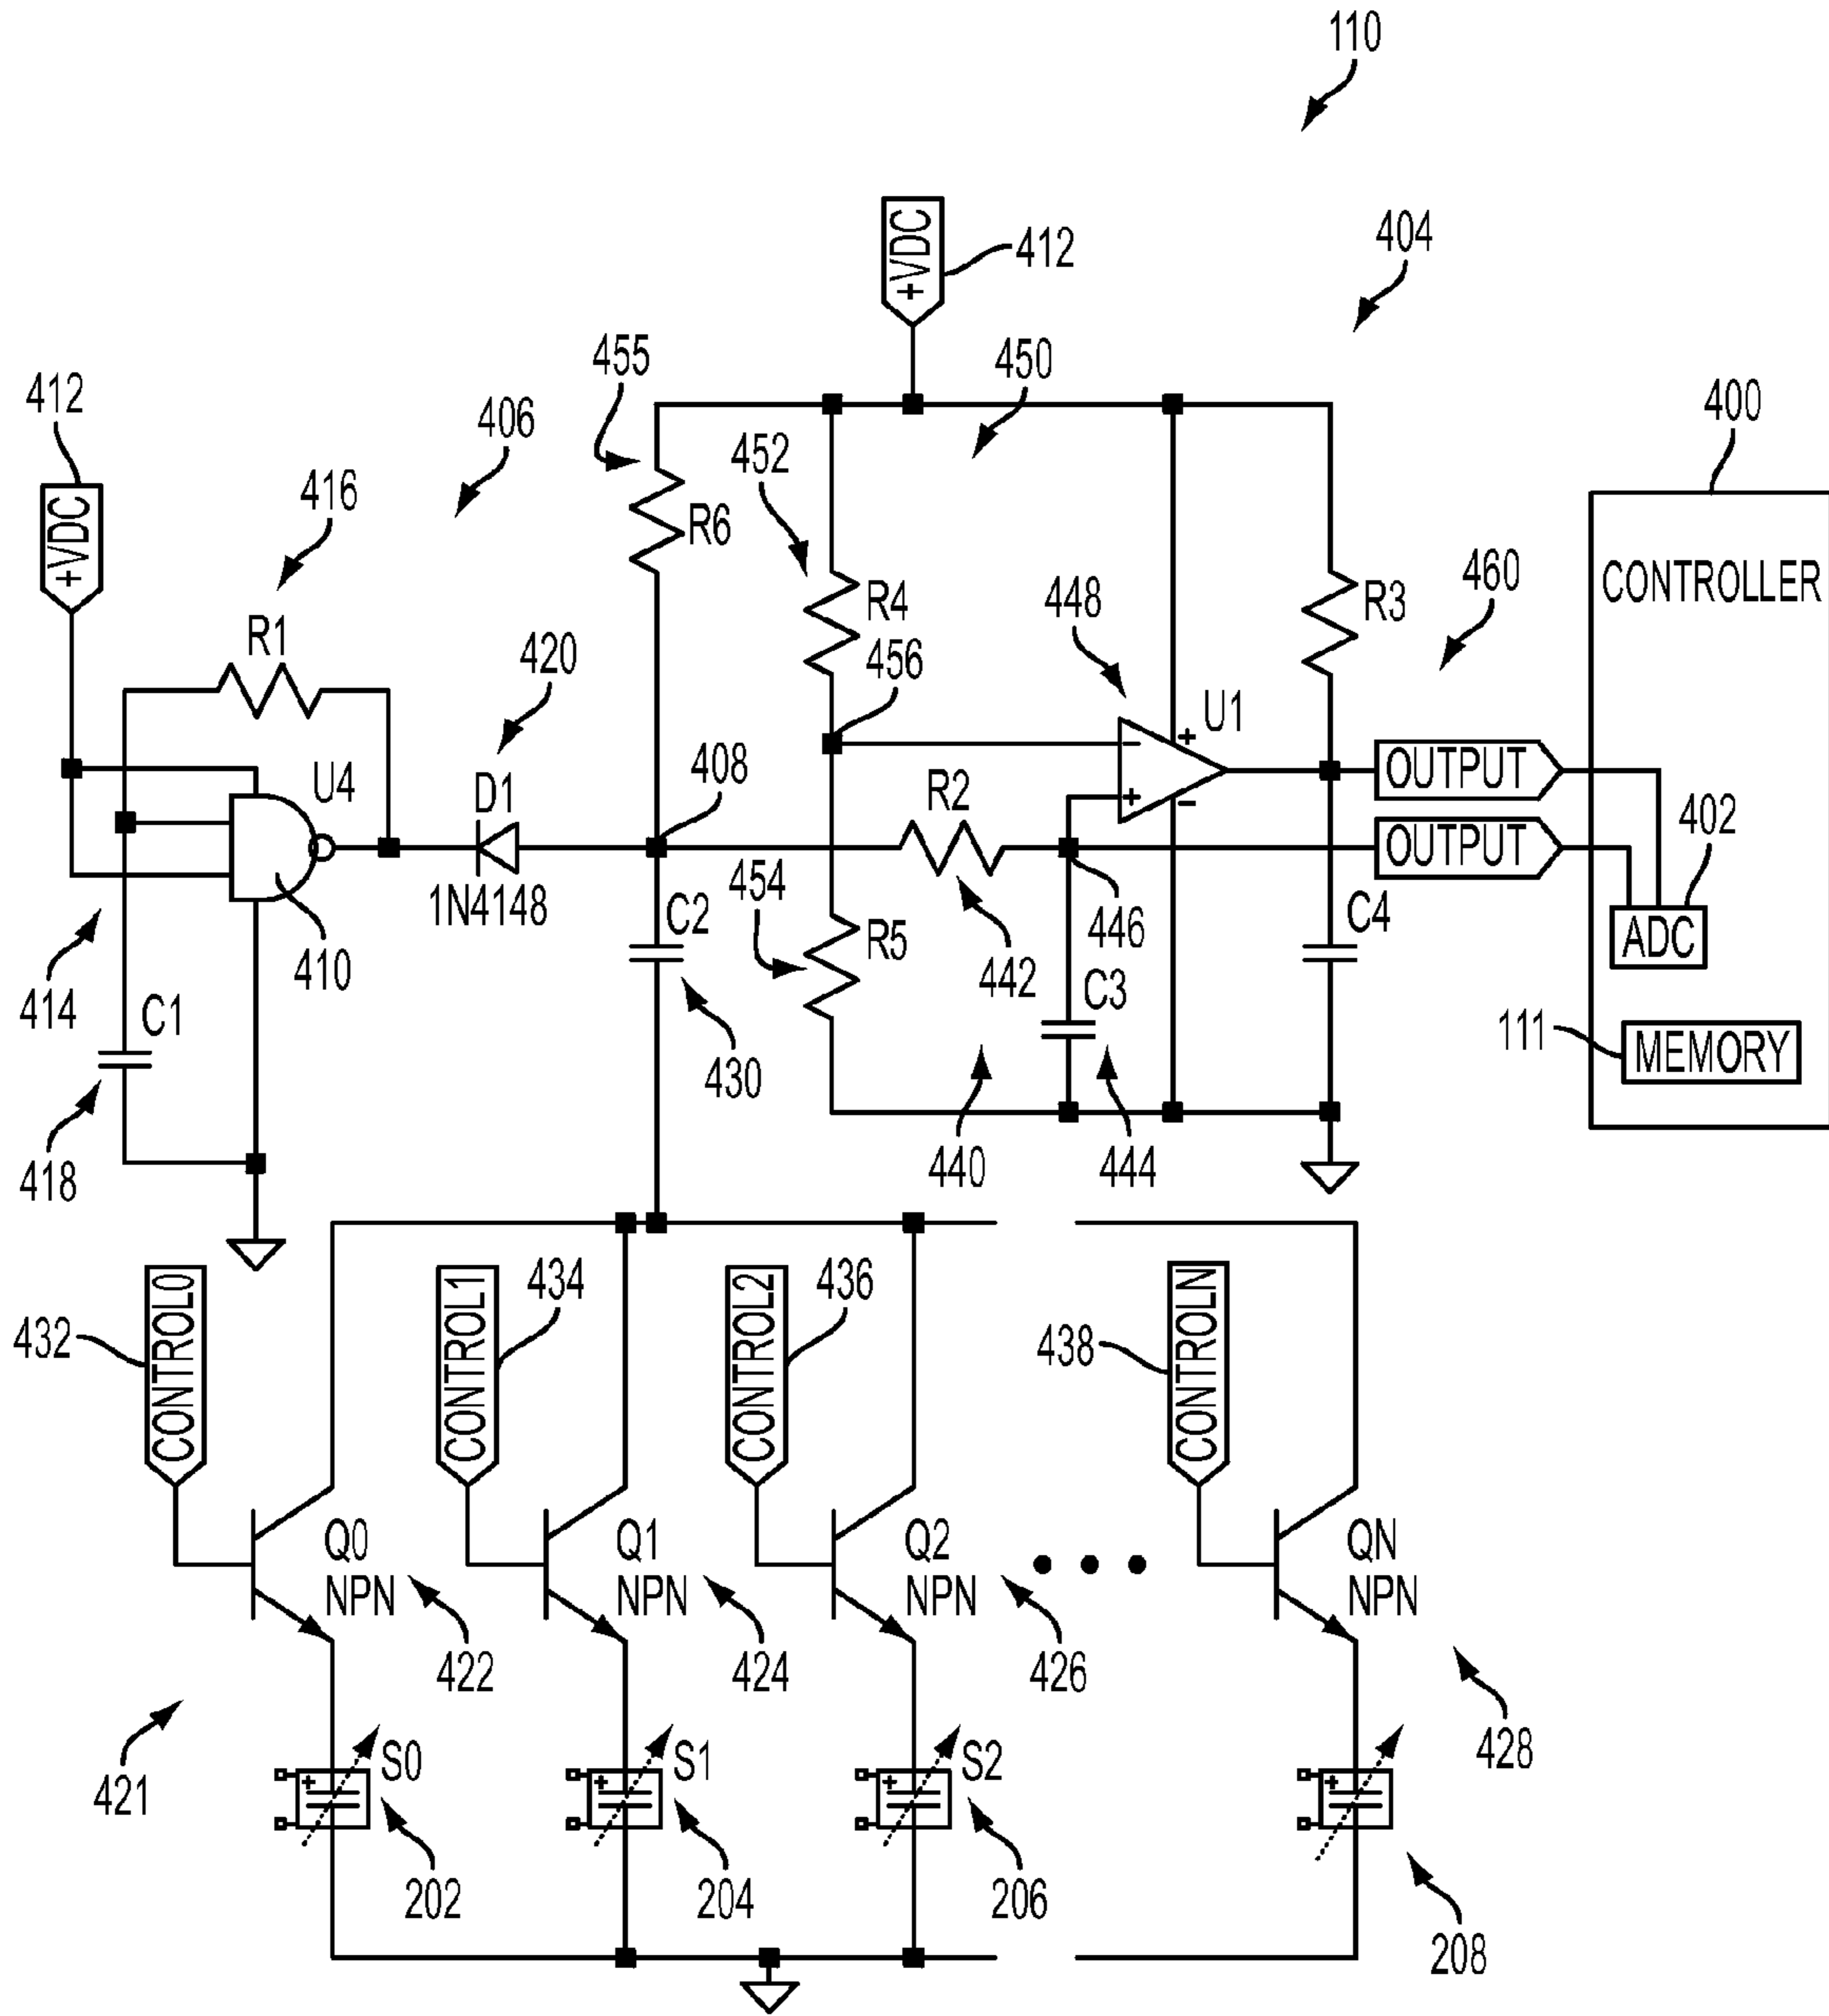 110
404
+VDC
412
455
450
412
406
400
416
452
+VDC
R6
460
CONTROLLER
R4
448
R3
R1
420
456
U1
U4
408
OUTPUT
D1
R2
402
OUTPUT
1N4148
454
C2
446
C4
ADC
410
R5
442
414
C1
C3
111
MEMORY
430
418
440
444
CONTROL0
CONTROL1
434
CONTROL2
436
CONTROLN
432
438
Q0
Q1
Q2
QN
NPN
NPN
NPN
NPN
422
424
426
428
S0
S1
S2
421
202
204
206
208